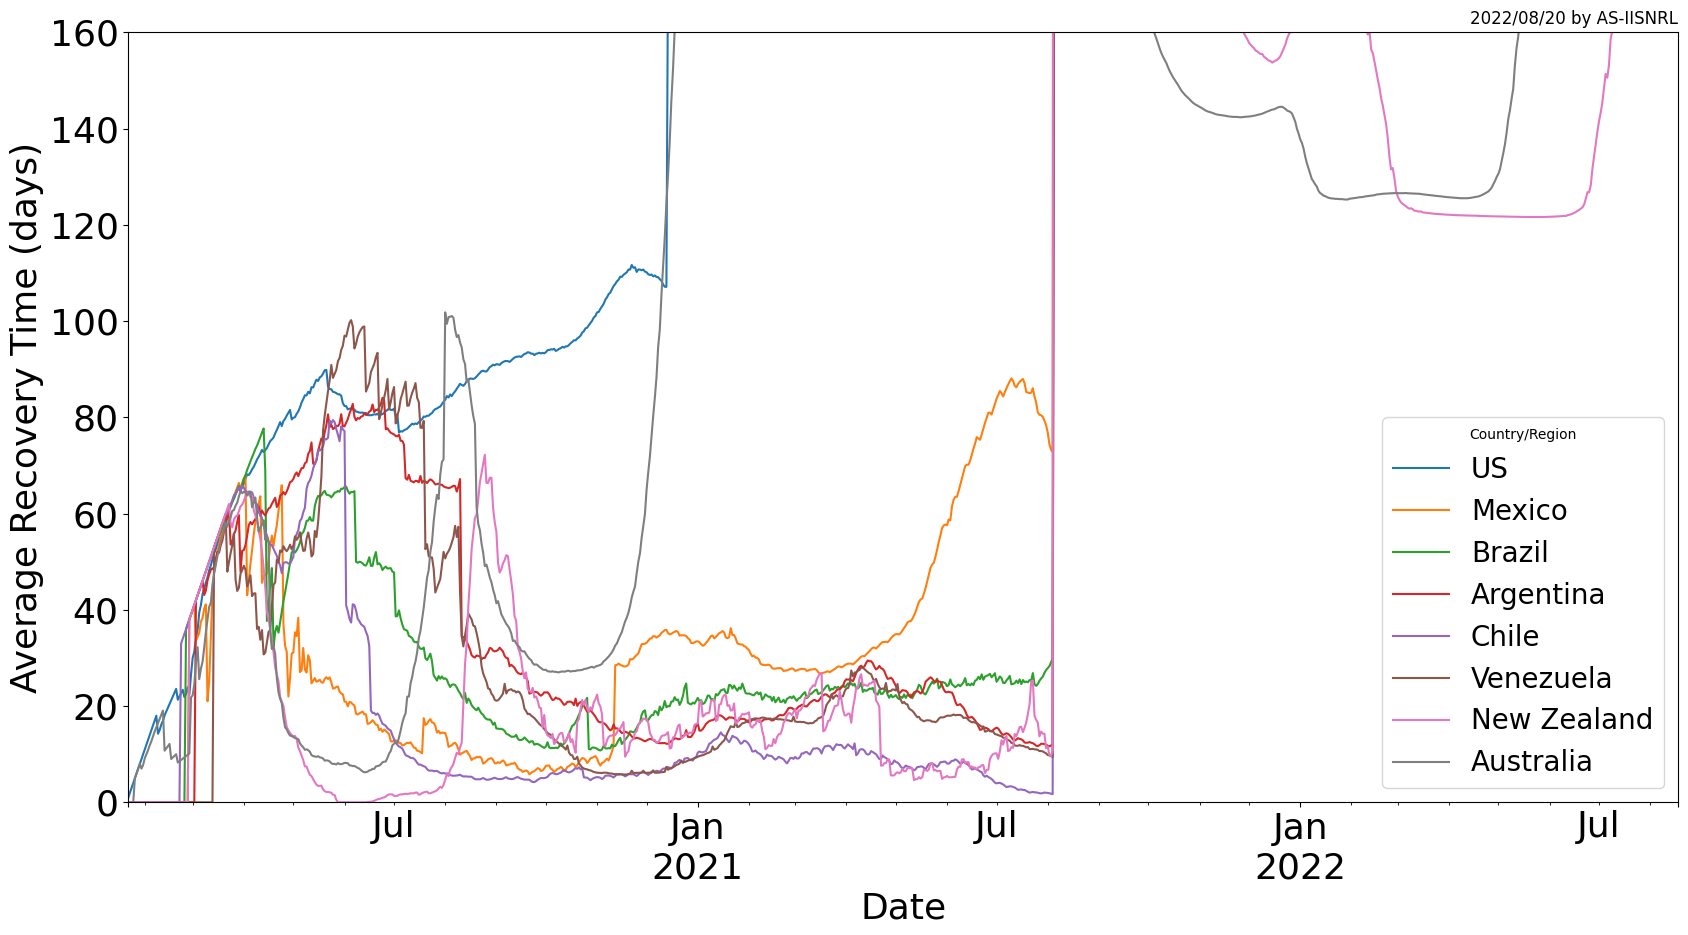 2022/08/20 by AS-IISNRL
Average Recovery Time (days)
160
140
120
100
80
60
40
20
0
Country/Region
US
Mexico
Brazil
Argentina
Chile
Venezuela
New Zealand
Australia
Jul
Jan
2021
Jul
Jan
2022
Jul
Date